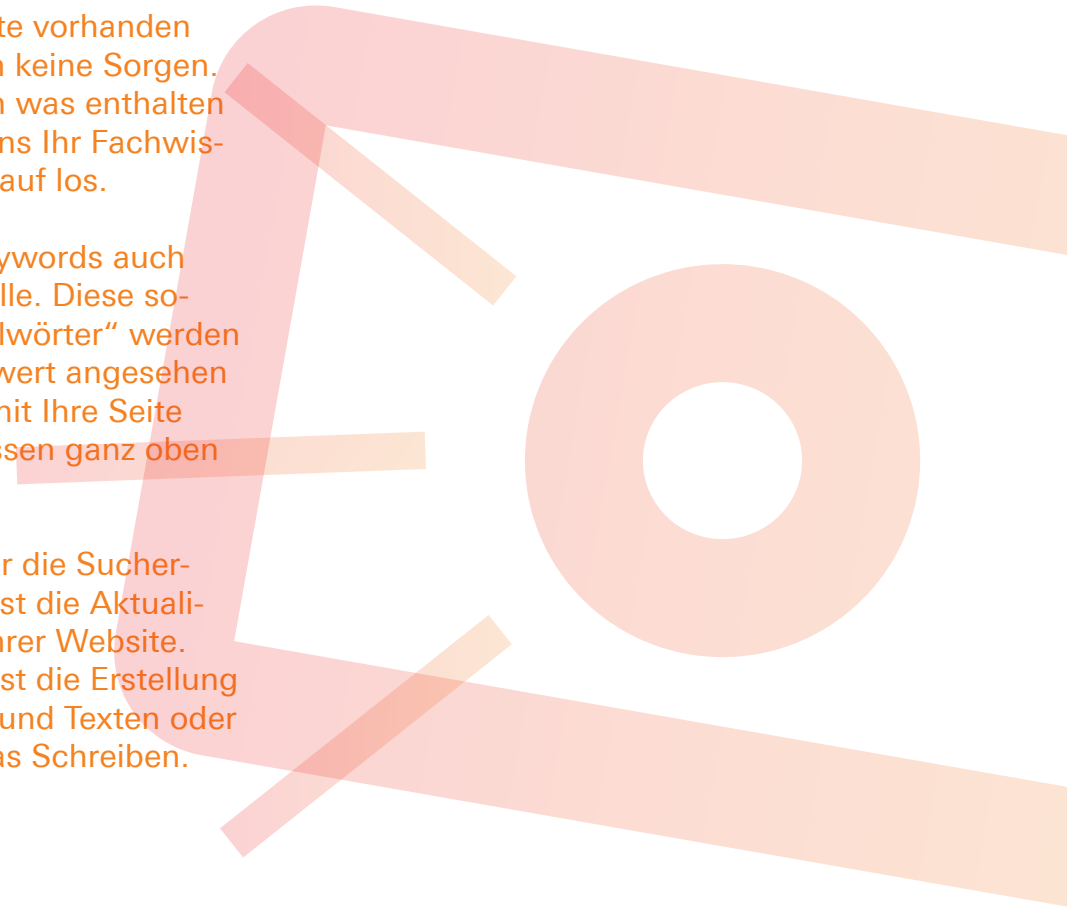 te vorhanden
n keine Sorgen.
n was enthalten
ns Ihr Fachwis-
auf los.
ywords auch
lle. Diese so-
lwörter“ werden
wert angesehen
nit Ihre Seite
ssen ganz oben
r die Sucher-
st die Aktuali-
hrer Website.
st die Erstellung
und Texten oder
as Schreiben.